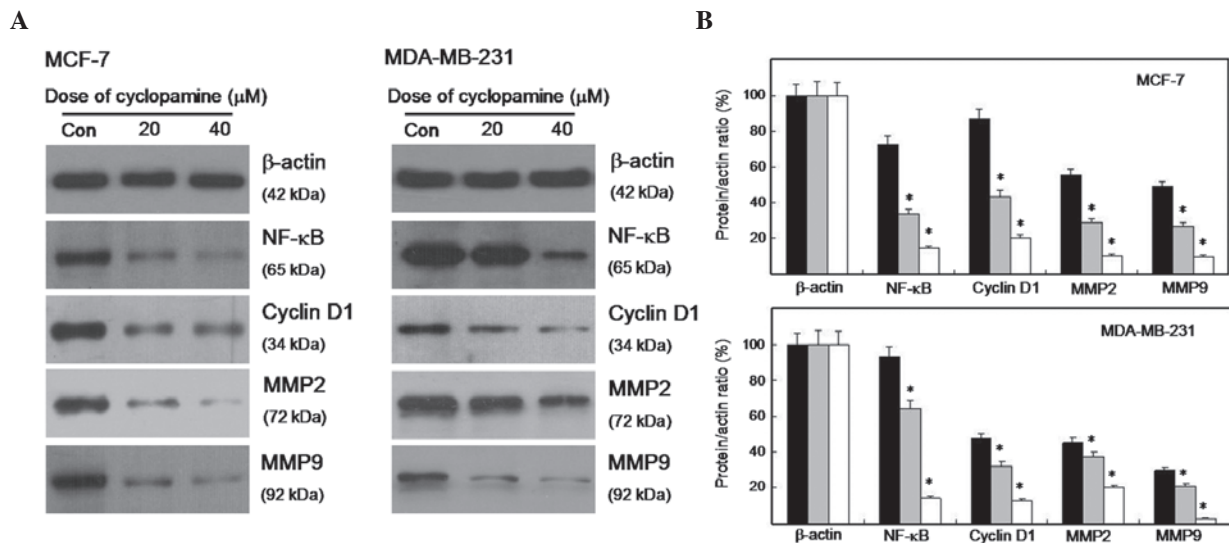 A
MCF-7
Dose of cyclopamine (μM)
Con 20 40
β-actin
(42 kDa)
NF-κB
(65 kDa)
Cyclin D1
(34 kDa)
MMP2
(72 kDa)
MMP9
(92 kDa)
MDA-MB-231
Dose of cyclopamine (μM)
Con 20 40
β-actin
(42 kDa)
NF-κB
(65 kDa)
Cyclin D1
(34 kDa)
MMP2
(72 kDa)
MMP9
(92 kDa)
B
MCF-7
Protein/actin ratio (%)
100
80
60
40
20
* * * * * * * *
β-actin NF-κB Cyclin D1 MMP2 MMP9
MDA-MB-231
Protein/actin ratio (%)
100
80
60
40
20
* * * * * * * *
β-actin NF-κB Cyclin D1 MMP2 MMP9